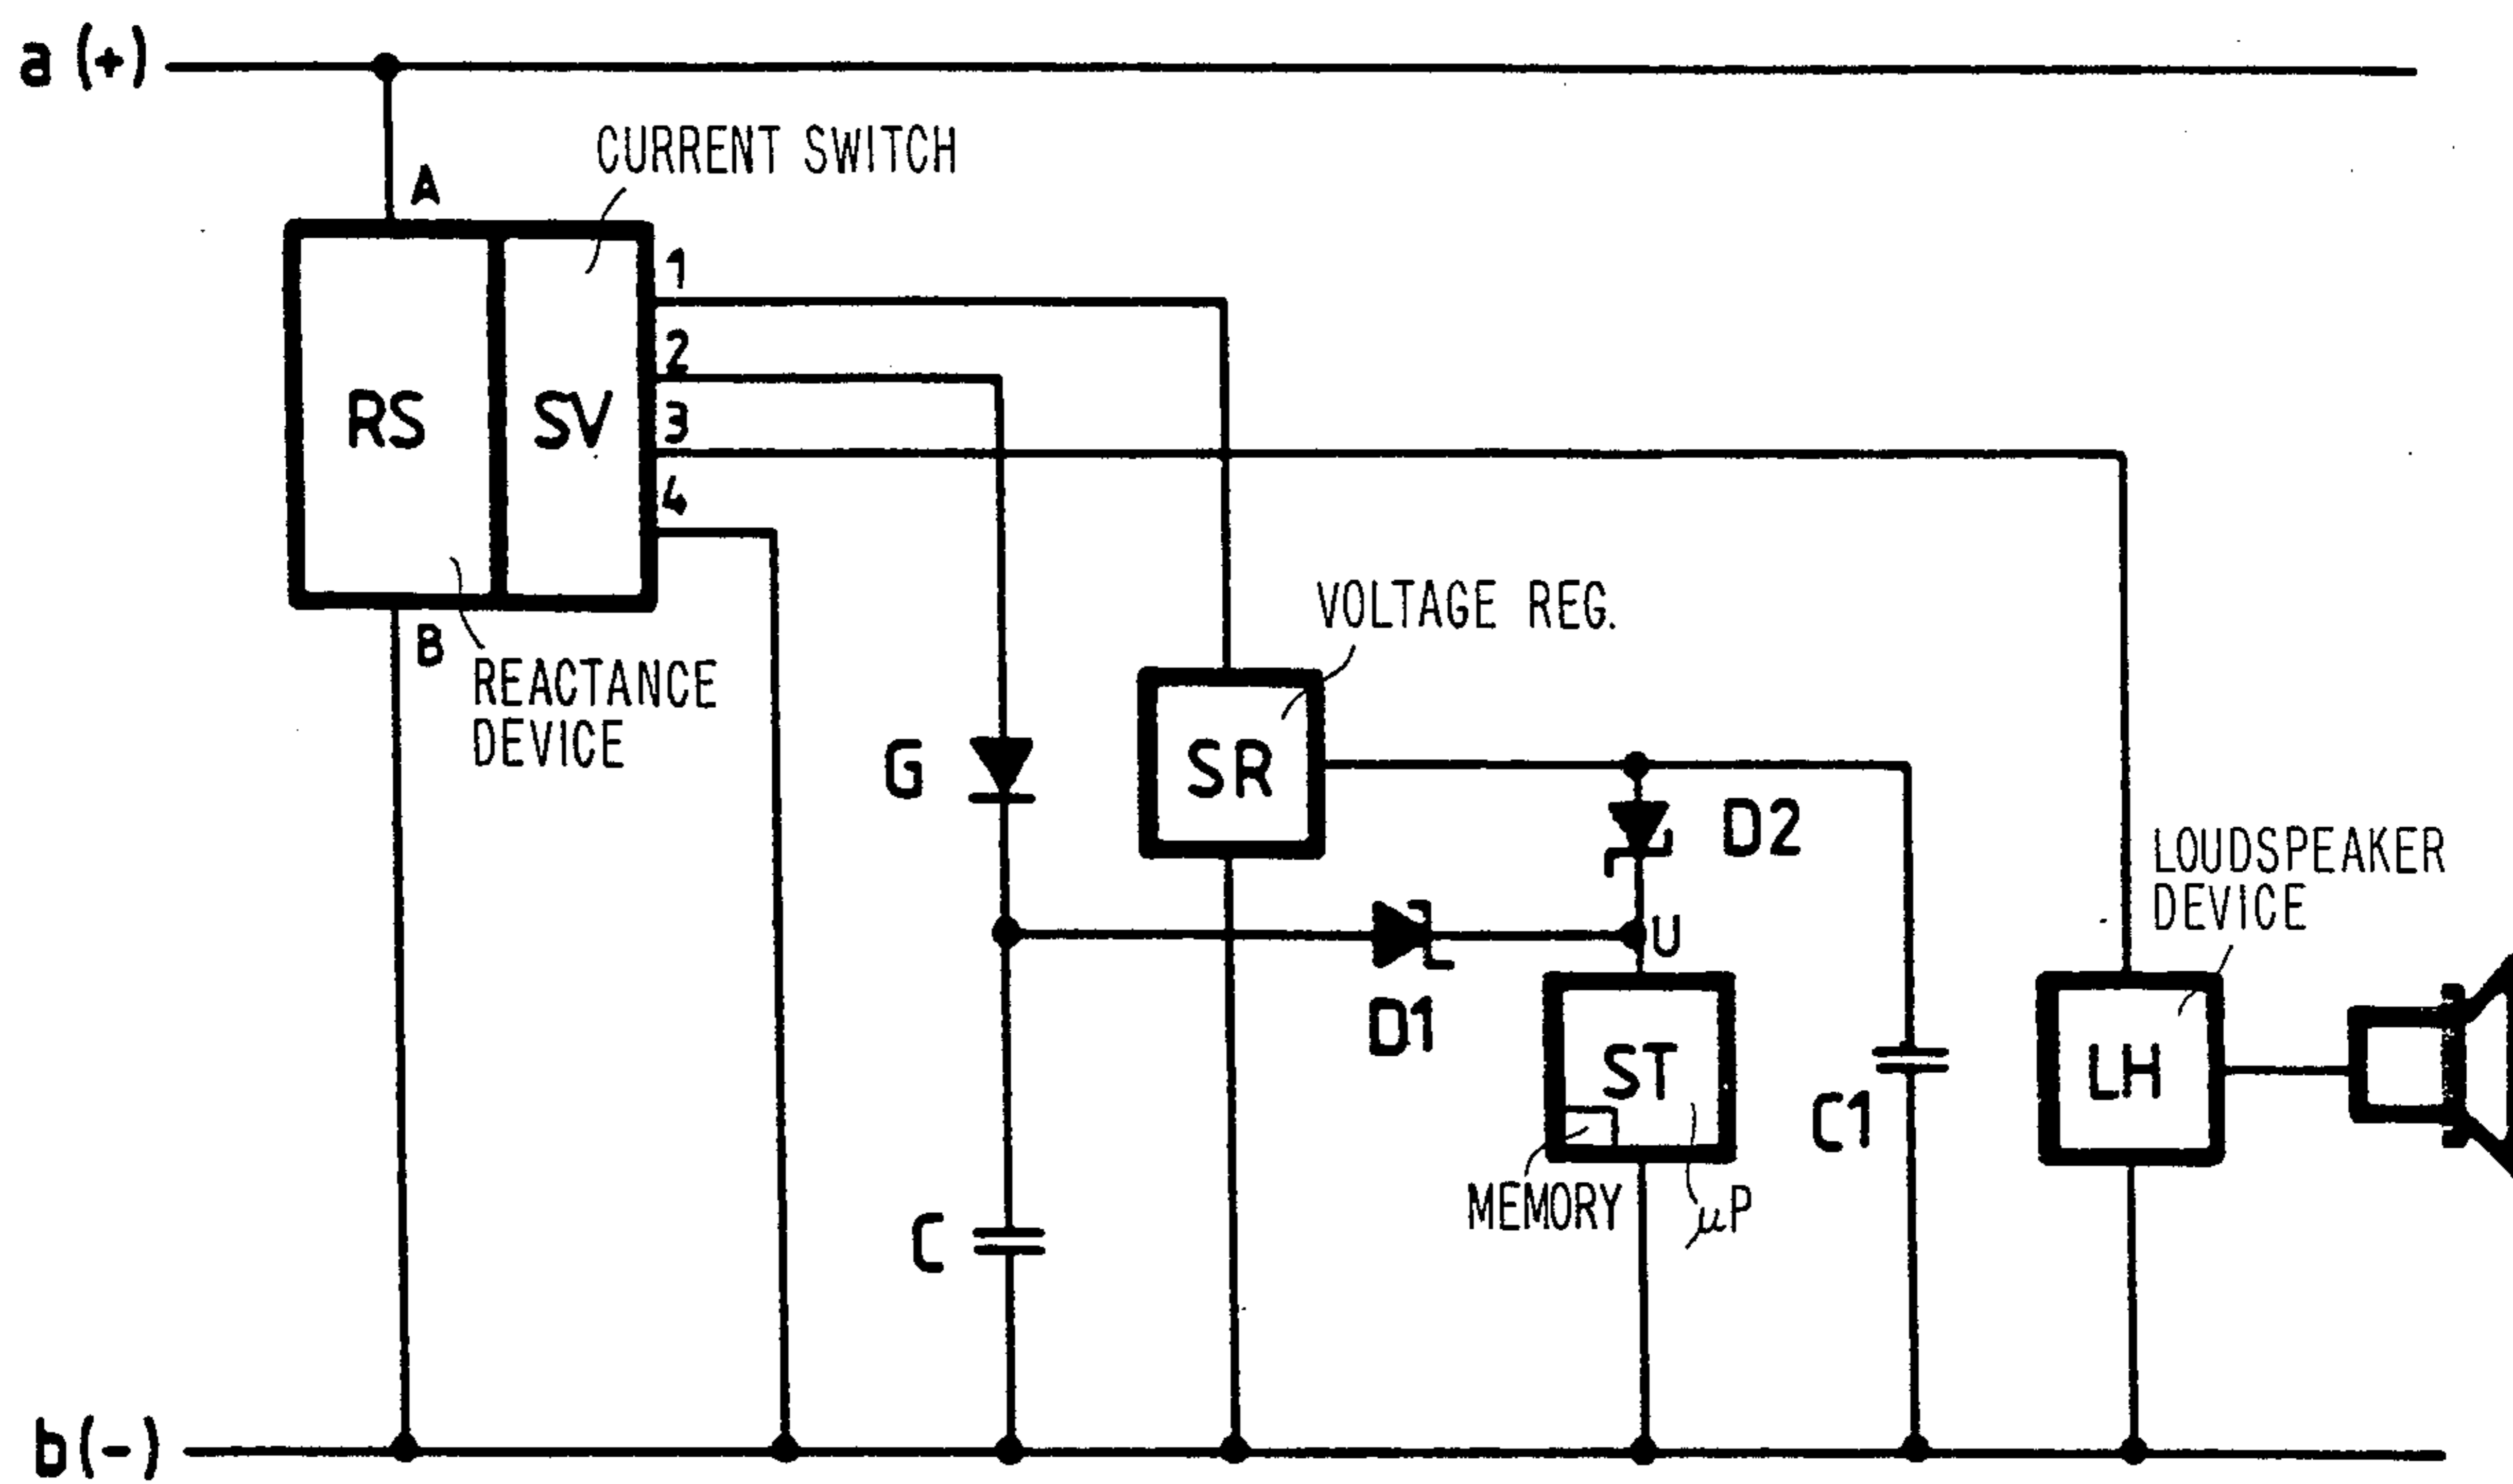 a (+)
CURRENT SWITCH
A
1
2
3
4
RS
SV
B
REACTANCE
DEVICE
VOLTAGE REG.
G
SR
D2
LOUDSPEAKER
DEVICE
U
D1
ST
C1
LH
MEMORY
μP
C
b(-)